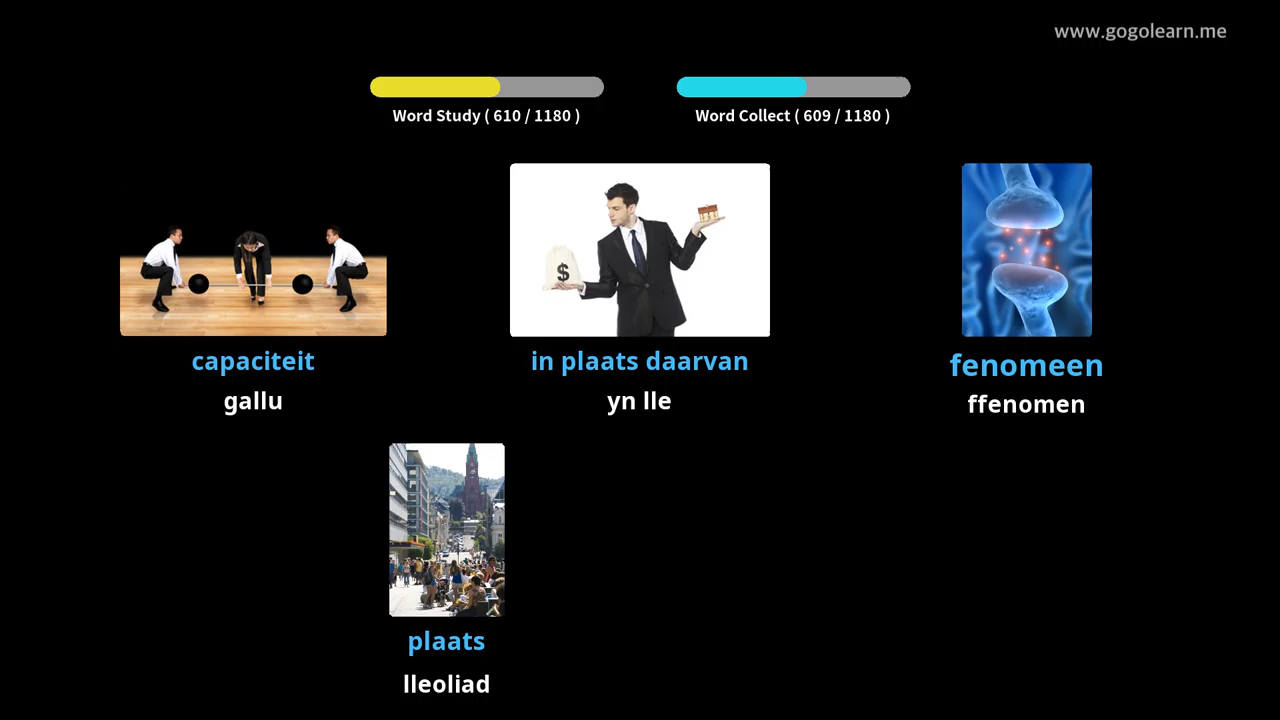 www.gogolearn.me
Word Study ( 610 / 1180 )
Word Collect ( 609 / 1180 )
$
capaciteit
gallu
in plaats daarvan
yn lle
fenomeen
ffenomen
plaats
lleoliad